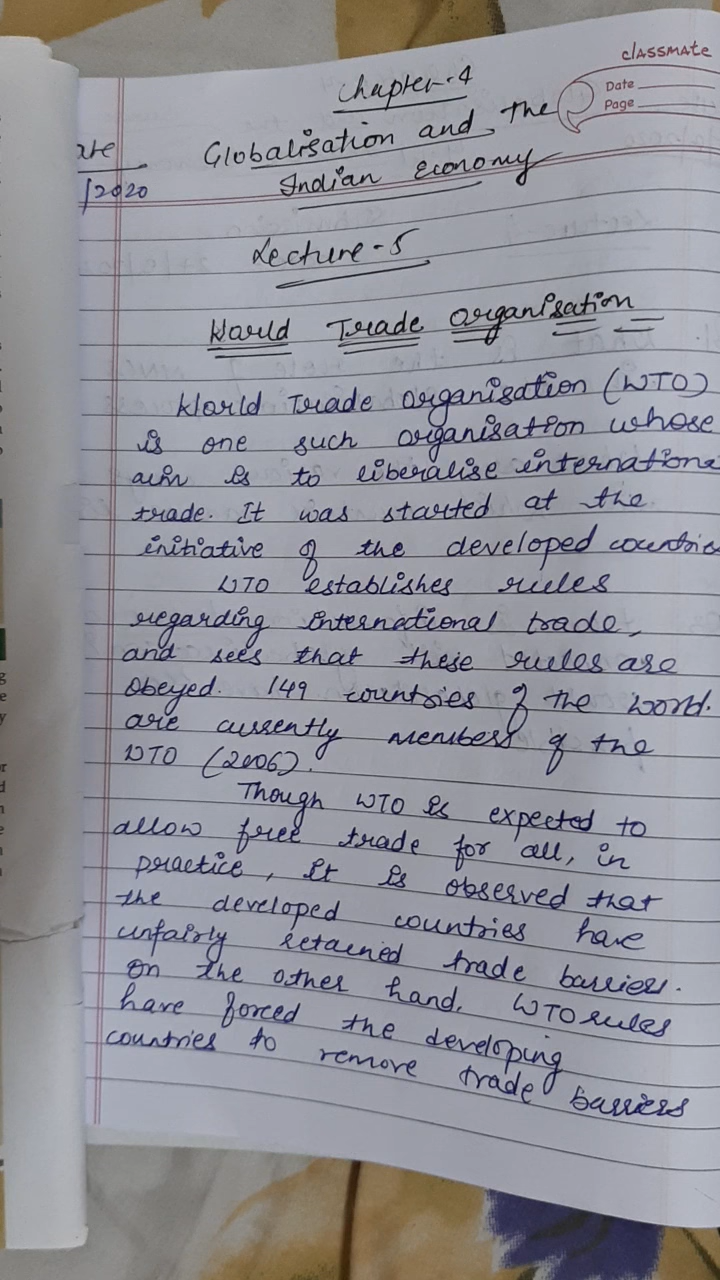 classmate
Date
Page
Chapter-4
Globalisation and the
Indian Economy
/2020
Lecture-5
World Trade Organisation
World Trade Organisation (WTO)
is one such organisation whose
aim is to liberalise internationa
trade. It was started at the
initiative of the developed countrie
WTO establishes rules
regarding international trade,
and sees that these rules are
obeyed. 149 countries of the world.
are currently members of the
WTO (2006).
Though WTO is expected to
allow free trade for all, in
practice, it is observed that
the developed countries have
unfairly retained trade barriers.
On the other hand, WTO rules
have forced the developing
countries to remove trade barriers